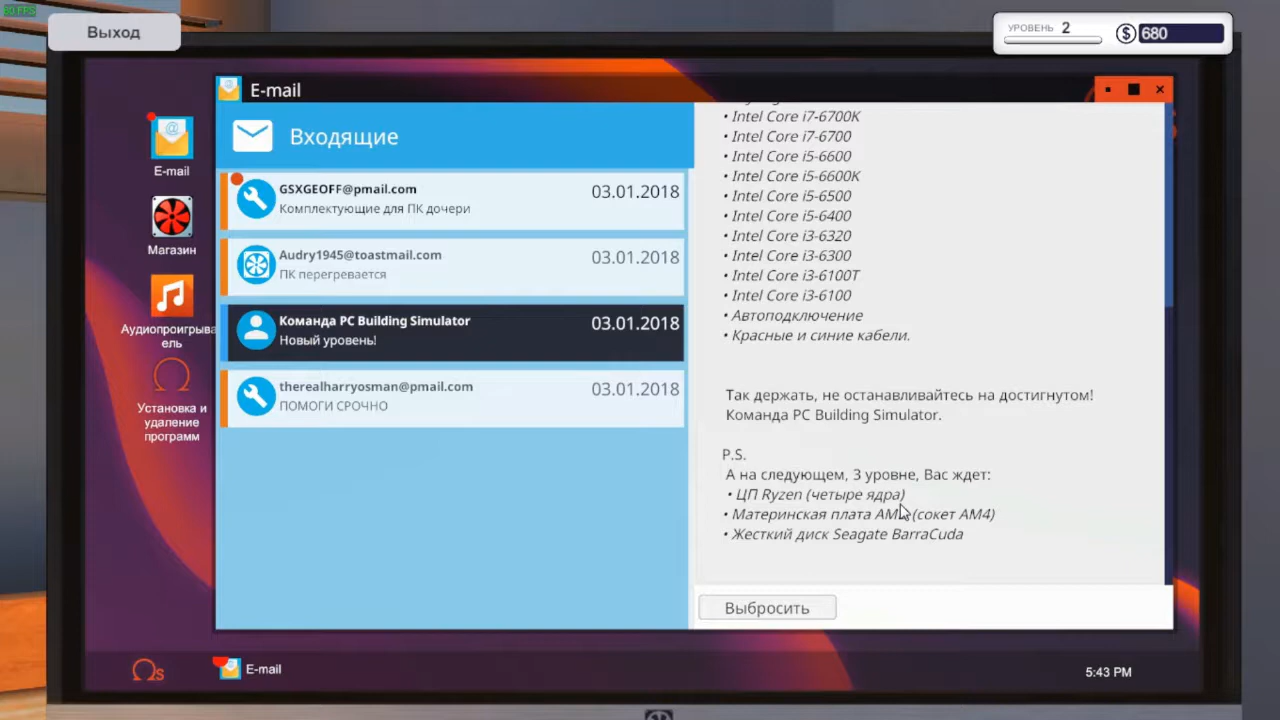 60 FPS
Выход
УРОВЕНЬ 2
$ 680
E-mail
E-mail
Магазин
Аудиопроигрыва
ель
Установка и
удаление
программ
Входящие
GSXGEOFF@pmail.com
03.01.2018
Комплектующие для ПК дочери
Audry1945@toastmail.com
03.01.2018
ПК перегревается
Команда PC Building Simulator
03.01.2018
Новый уровень!
therealharryosman@pmail.com
03.01.2018
ПОМОГИ СРОЧНО
• Intel Core i7-6700K
• Intel Core i7-6700
• Intel Core i5-6600
• Intel Core i5-6600K
• Intel Core i5-6500
• Intel Core i5-6400
• Intel Core i3-6320
• Intel Core i3-6300
• Intel Core i3-6100T
• Intel Core i3-6100
• Автоподключение
• Красные и синие кабели.
Так держать, не останавливайтесь на достигнутом!
Команда PC Building Simulator.
P.S.
А на следующем, 3 уровне, Вас ждет:
• ЦП Ryzen (четыре ядра)
• Материнская плата (сокет AM4)
• Жесткий диск Seagate BarraCuda
Выбросить
Ωs
E-mail
5:43 PM